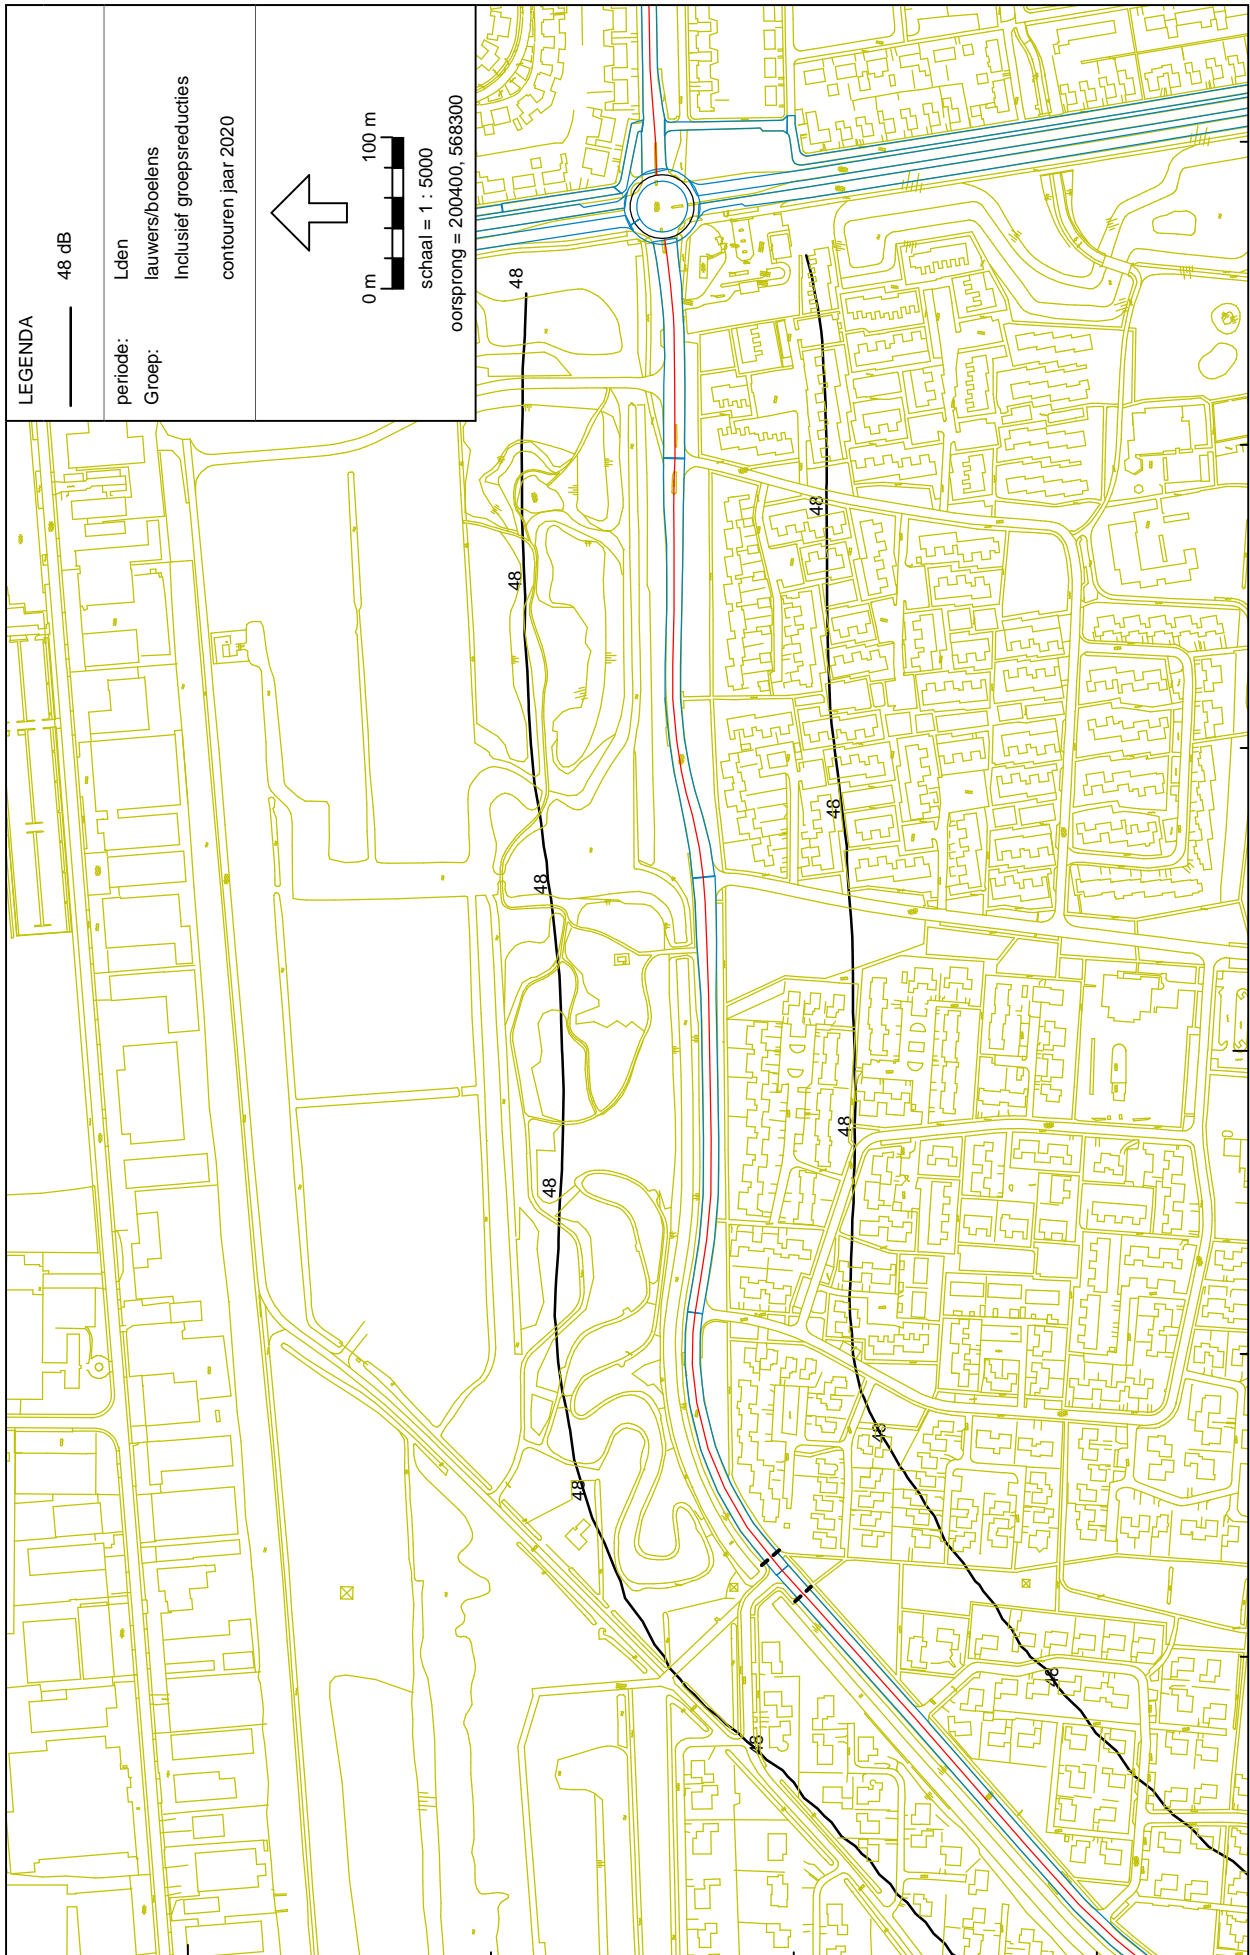 LEGENDA
48 dB
periode: Lden
Groep: lauwers/boelens
Inclusief groepsreducties
contouren jaar 2020
0 m 100 m
schaal = 1 : 5000
oorsprong = 200400, 568300
48
48
48
48
48
48
48
48
48
48
48